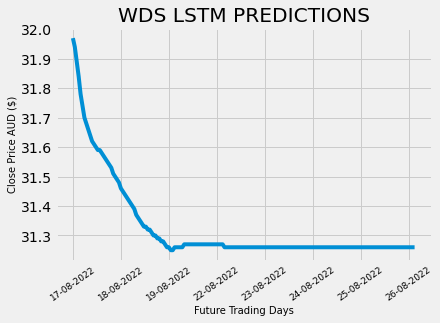 WDS LSTM PREDICTIONS
32.0
31.9
31.8
31.7
31.6
31.5
31.4
31.3
Close Price AUD ($)
17-08-2022 18-08-2022 19-08-2022 22-08-2022 23-08-2022 24-08-2022 25-08-2022 26-08-2022
Future Trading Days